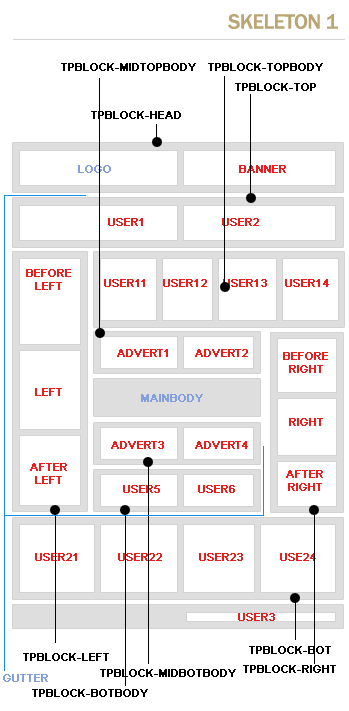 SKELETON 1
TPBLOCK-MIDTOPBODY TPBLOCK-TOPBODY
TPBLOCK-TOP
TPBLOCK-HEAD
LOGO BANNER
USER1 USER2
BEFORE
LEFT
USER11 USER12 USER13 USER14
ADVERT1 ADVERT2
BEFORE
RIGHT
LEFT
MAINBODY
RIGHT
ADVERT3 ADVERT4
AFTER
LEFT
AFTER
RIGHT
USER5 USER6
USER21 USER22 USER23 USE24
USER3
TPBLOCK-LEFT
TPBLOCK-BOT
TPBLOCK-MIDBOTBODY
TPBLOCK-RIGHT
GUTTER
TPBLOCK-BOTBODY